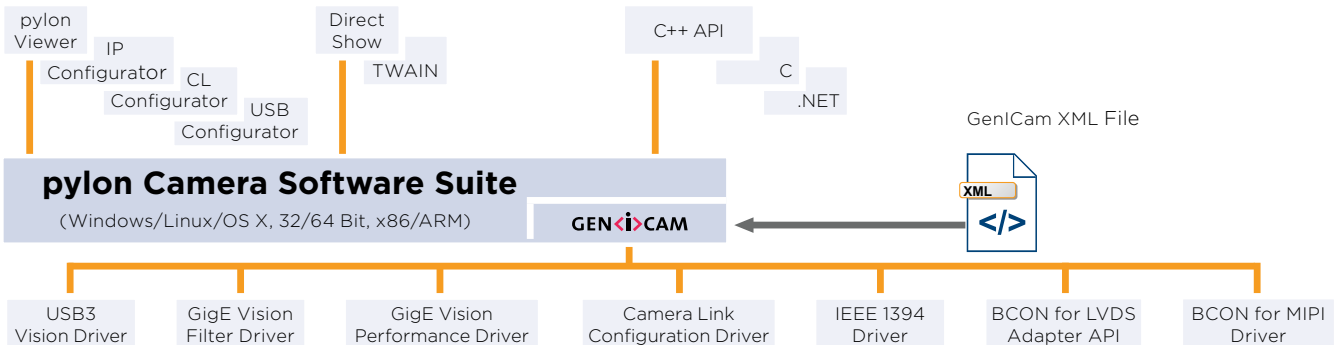 pylon
Viewer
IP
Configurator
CL
Configurator
USB
Configurator
Direct
Show
TWAIN
C++ API
C
.NET
GenICam XML File
XML
</>
pylon Camera Software Suite
(Windows/Linux/OS X, 32/64 Bit, x86/ARM)
GEN<i>CAM
USB3
Vision Driver
GigE Vision
Filter Driver
GigE Vision
Performance Driver
Camera Link
Configuration Driver
IEEE 1394
Driver
BCON for LVDS
Adapter API
BCON for MIPI
Driver